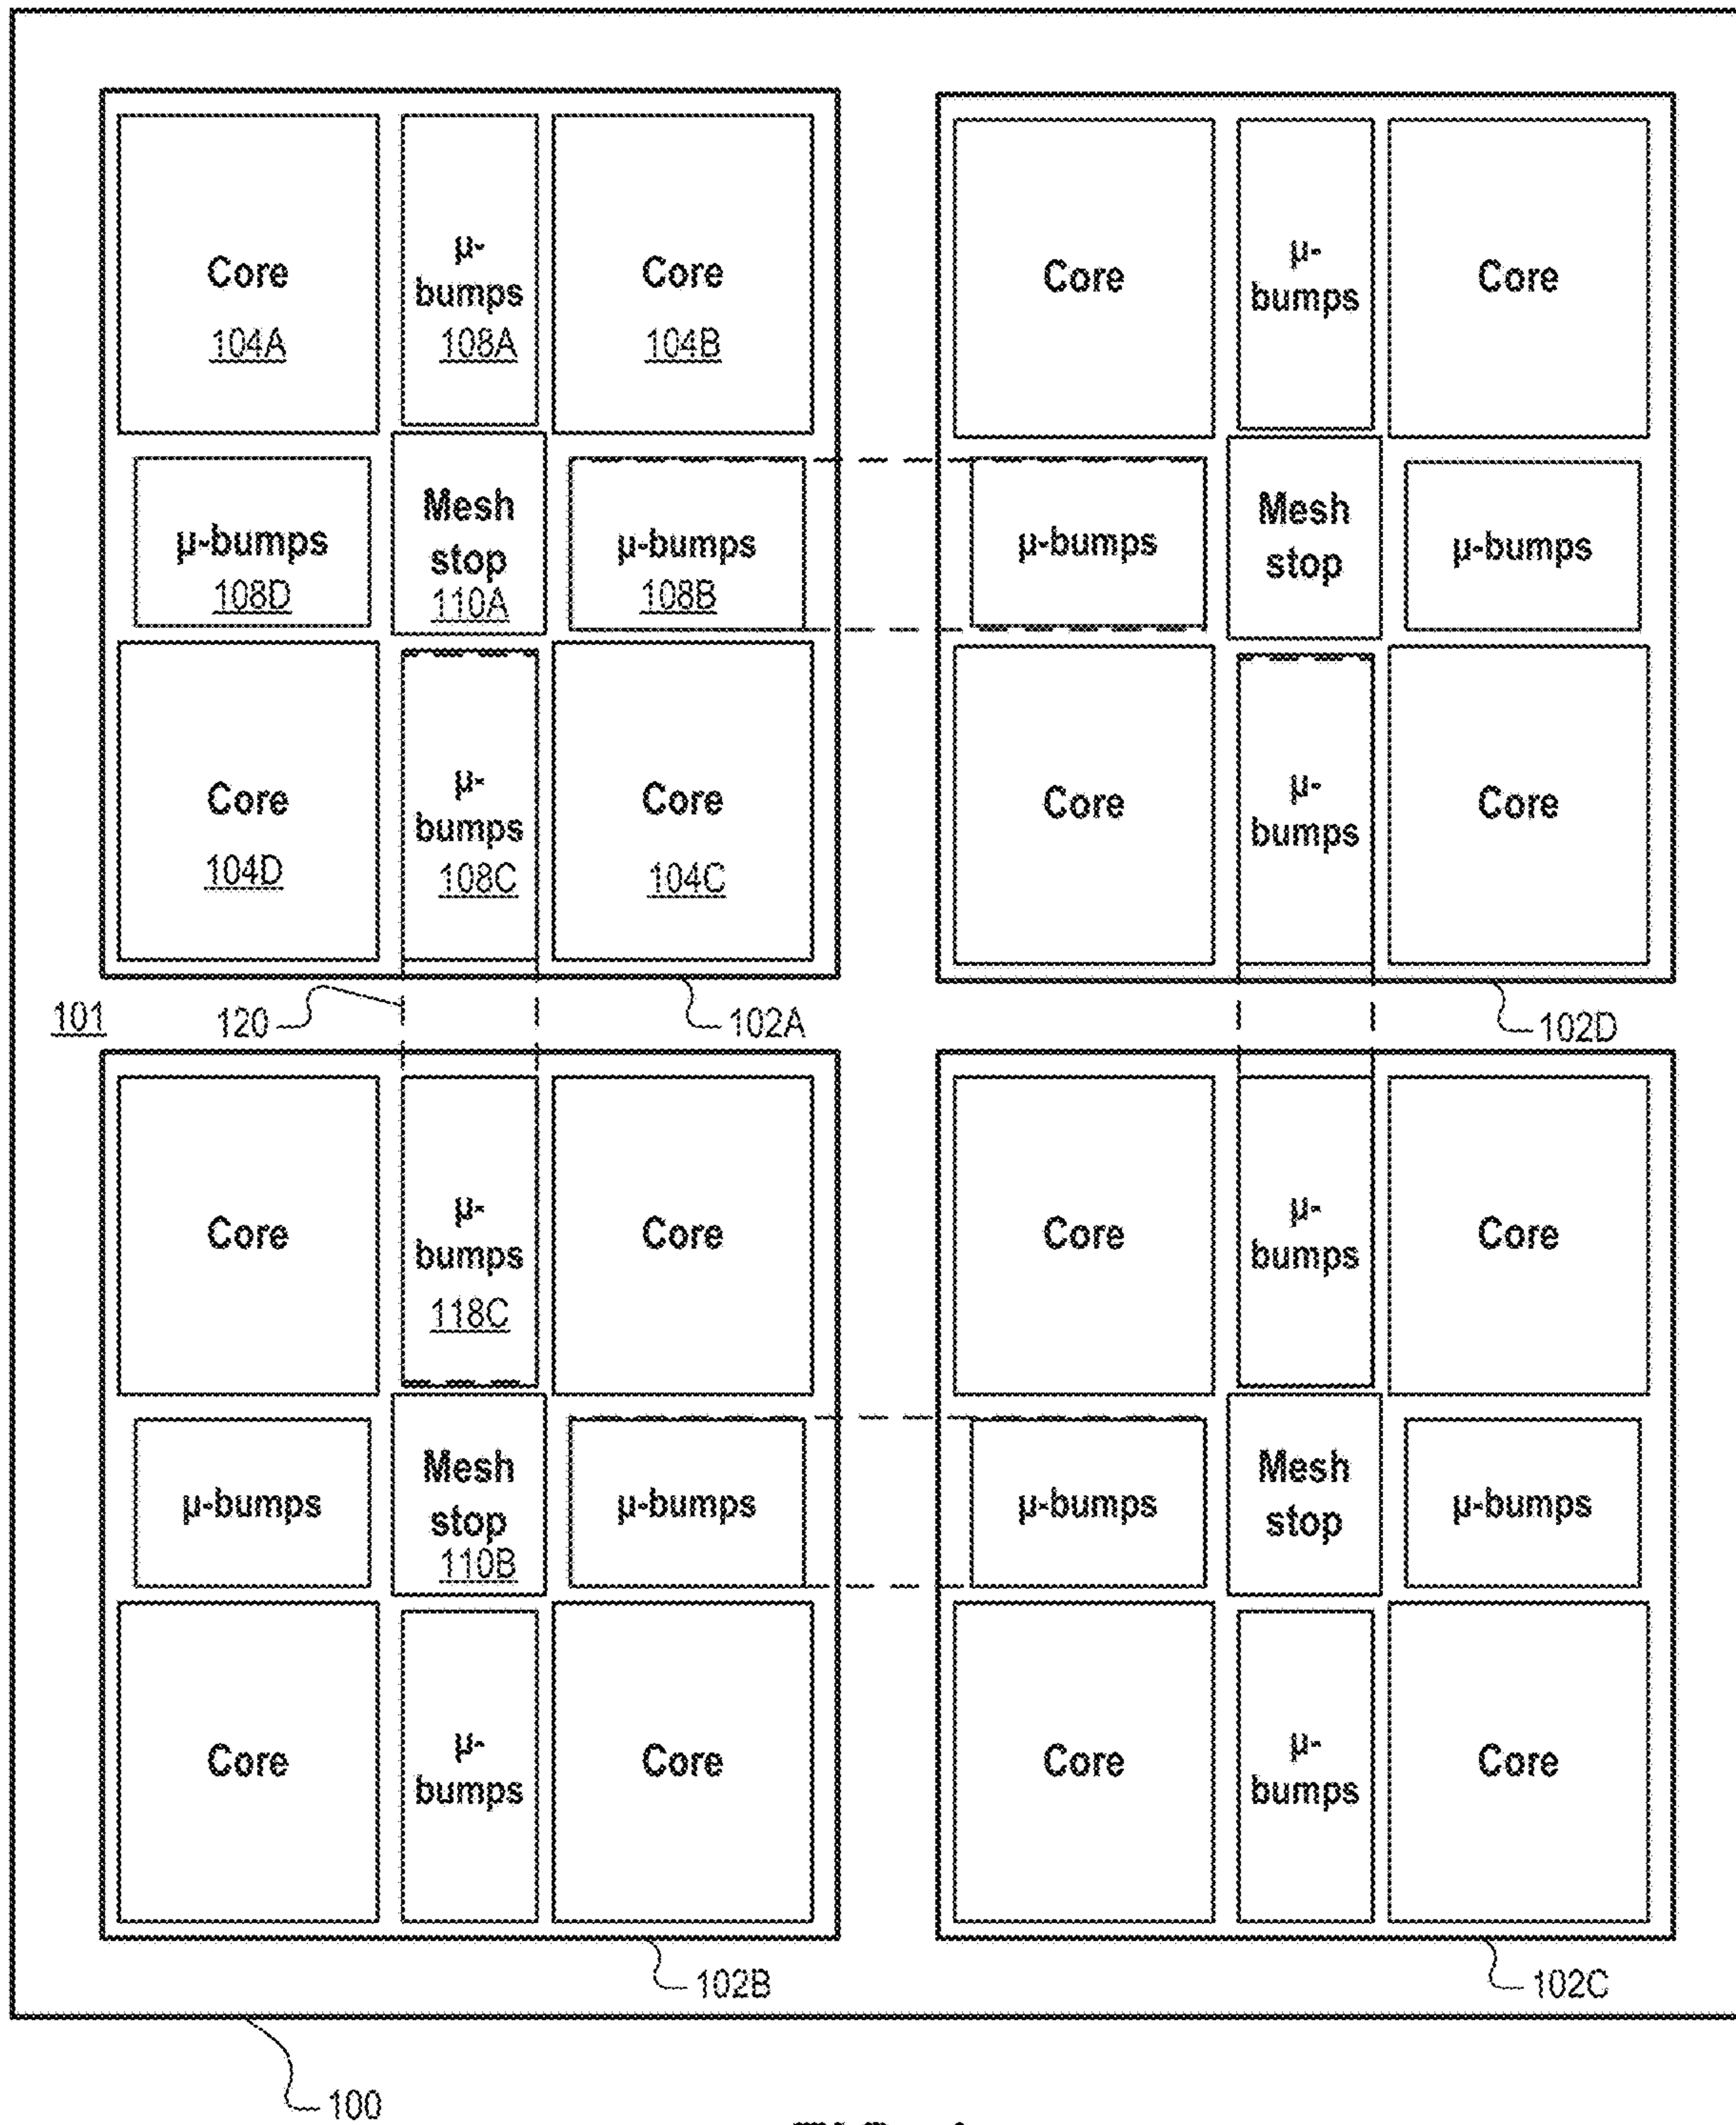 Core
104A
μ-
bumps
108A
Core
104B
Core
μ-
bumps
Core
μ-bumps
108D
Mesh
stop
110A
μ-bumps
108B
μ-bumps
Mesh
stop
μ-bumps
Core
104D
μ-
bumps
108C
Core
104C
Core
μ-
bumps
Core
101
120
102A
102D
Core
μ-
bumps
118C
Core
Core
μ-
bumps
Core
μ-bumps
Mesh
stop
110B
μ-bumps
μ-bumps
Mesh
stop
μ-bumps
Core
μ-
bumps
Core
Core
μ-
bumps
Core
102B
102C
100